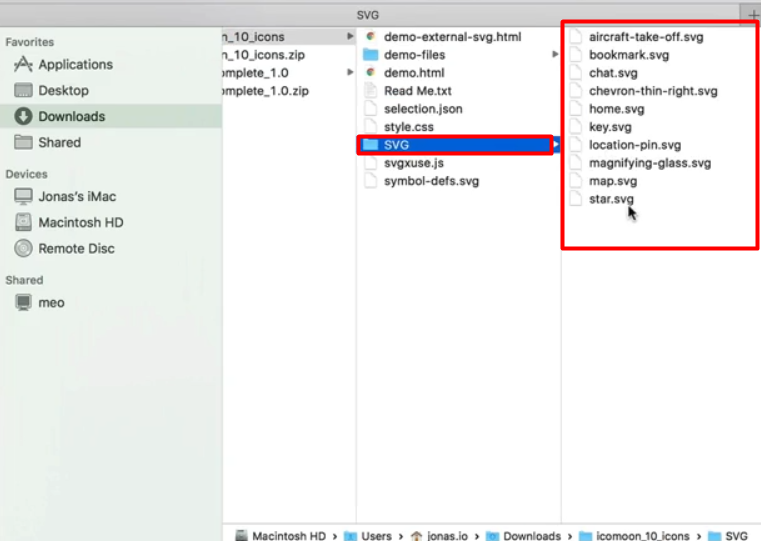 SVG
Favorites
Applications
Desktop
Downloads
Shared
Devices
Jonas's iMac
Macintosh HD
Remote Disc
Shared
meo
n_10_icons
n_10_icons.zip
omplete_1.0
omplete_1.0.zip
demo-external-svg.html
demo-files
demo.html
Read Me.txt
selection.json
style.css
SVG
svgxuse.js
symbol-defs.svg
aircraft-take-off.svg
bookmark.svg
chat.svg
chevron-thin-right.svg
home.svg
key.svg
location-pin.svg
magnifying-glass.svg
map.svg
star.svg
Macintosh HD › Users › jonas.io › Downloads › icomoon_10_icons › SVG